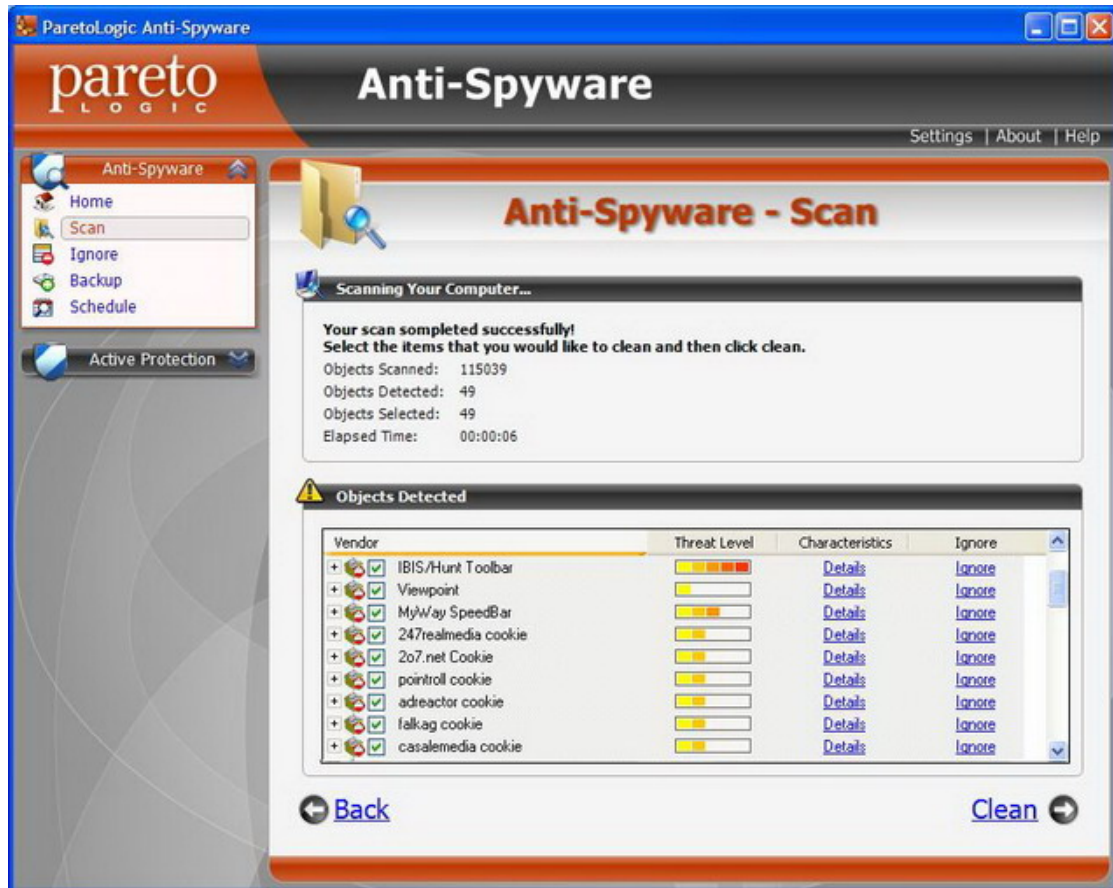 ParetoLogic Anti-Spyware
pareto
LOGIC
Anti-Spyware
Settings | About | Help
Anti-Spyware
Home
Scan
Ignore
Backup
Schedule
Active Protection
Anti-Spyware - Scan
Scanning Your Computer...
Your scan sompleted successfully!
Select the items that you would like to clean and then click clean.
Objects Scanned: 115039
Objects Detected: 49
Objects Selected: 49
Elapsed Time: 00:00:06
Objects Detected
Vendor Threat Level Characteristics Ignore
IBIS/Hunt Toolbar Details Ignore
Viewpoint Details Ignore
MyWay SpeedBar Details Ignore
247realmedia cookie Details Ignore
2o7.net Cookie Details Ignore
pointroll cookie Details Ignore
adreactor cookie Details Ignore
falkag cookie Details Ignore
casalemedia cookie Details Ignore
Back Clean